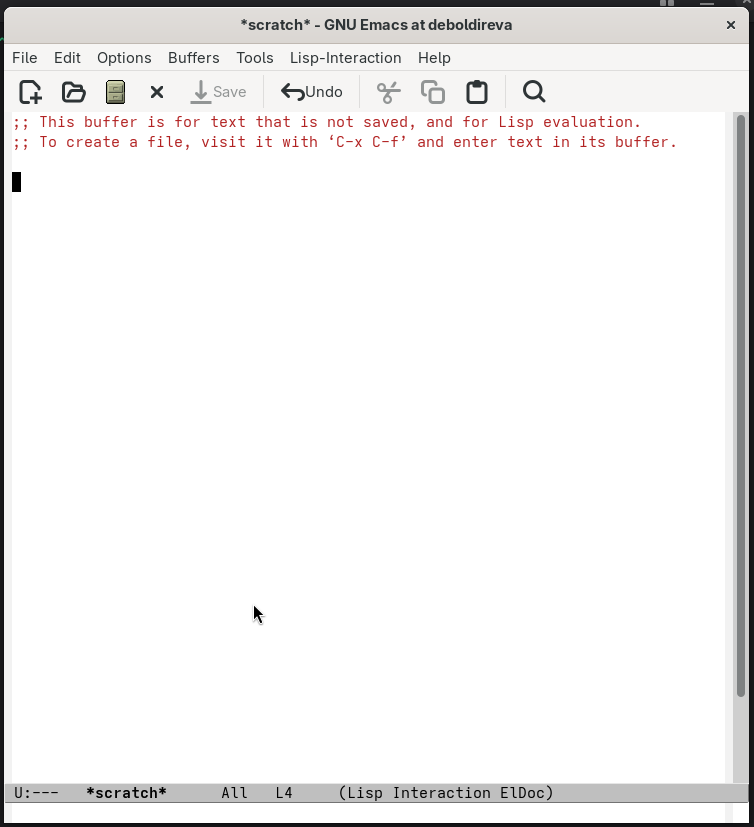 *scratch* - GNU Emacs at deboldireva
File Edit Options Buffers Tools Lisp-Interaction Help
Save Undo
;; This buffer is for text that is not saved, and for Lisp evaluation.
;; To create a file, visit it with ‘C-x C-f’ and enter text in its buffer.
U:--- *scratch* All L4 (Lisp Interaction ElDoc)